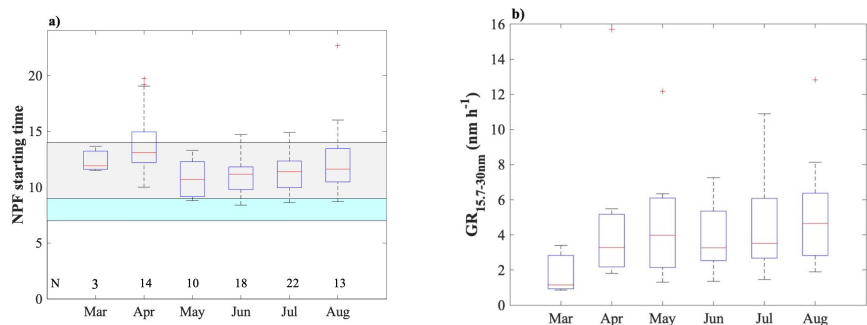 a)
NPF starting time
20
15
10
5
0
N 3 14 10 18 22 13
Mar Apr May Jun Jul Aug
b)
GR15.7-30nm (nm h-1)
16
14
12
10
8
6
4
2
0
Mar Apr May Jun Jul Aug